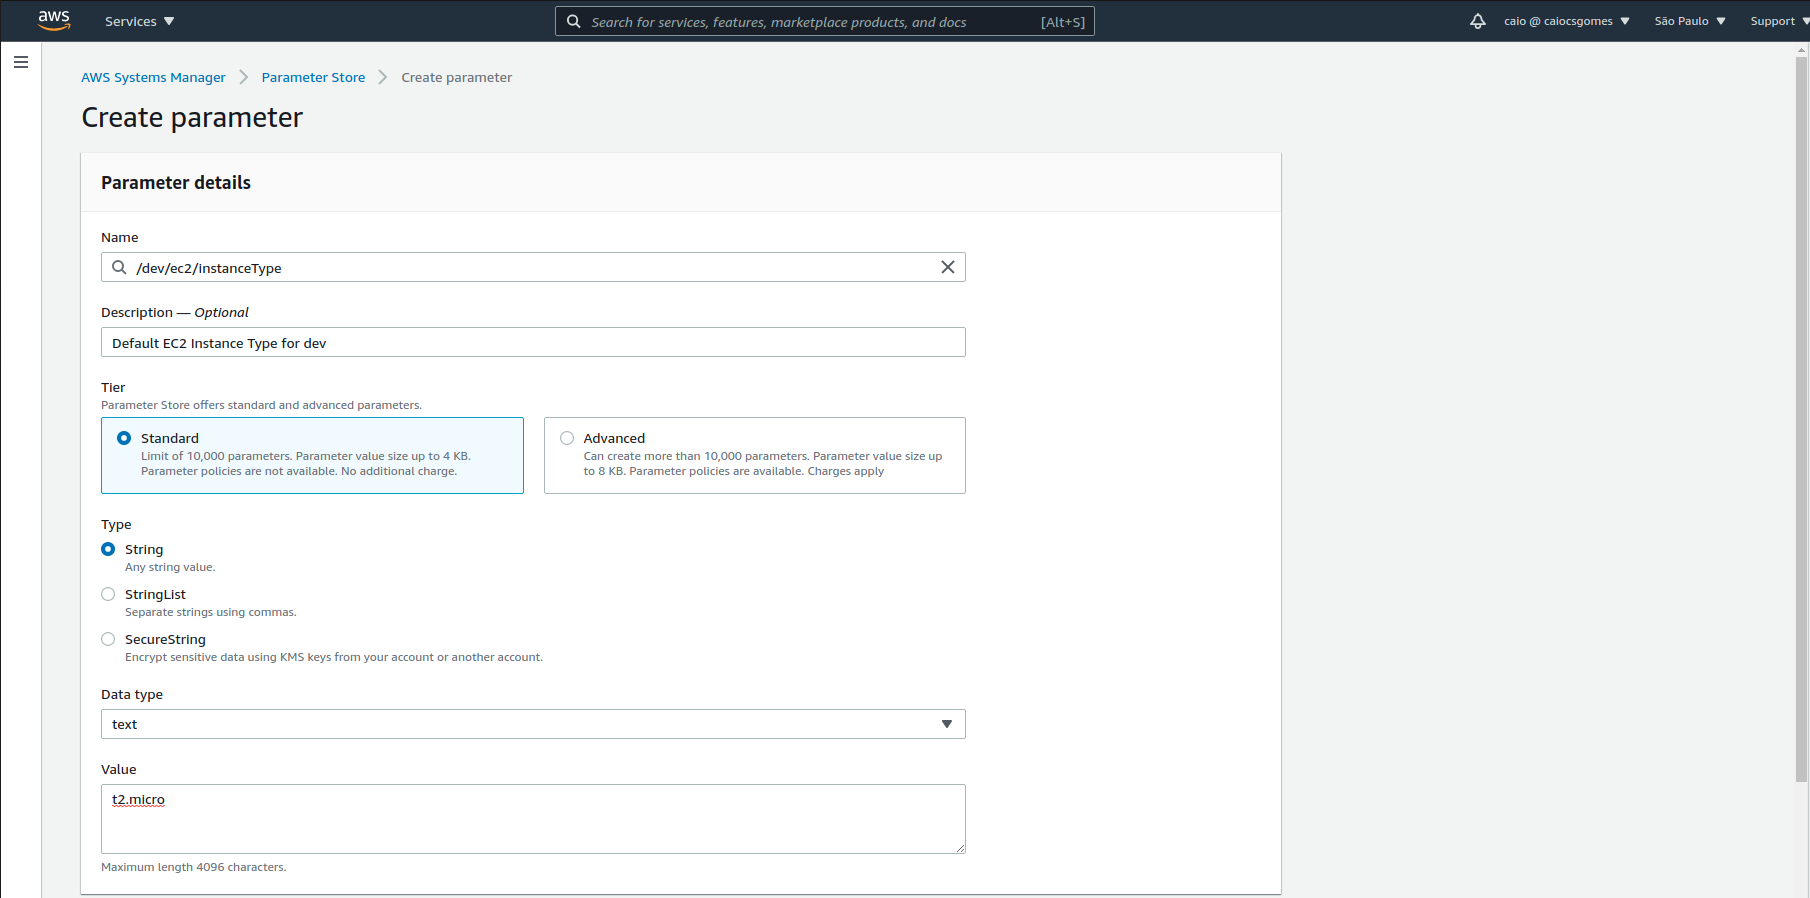 aws Services Search for services, features, marketplace products, and docs [Alt+S] caio @ caiocsgomes São Paulo Support
AWS Systems Manager Parameter Store Create parameter
Create parameter
Parameter details
Name
/dev/ec2/InstanceType
Description — Optional
Default EC2 Instance Type for dev
Tier
Parameter Store offers standard and advanced parameters.
Standard
Limit of 10,000 parameters. Parameter value size up to 4 KB.
Parameter policies are not available. No additional charge.
Advanced
Can create more than 10,000 parameters. Parameter value size up
to 8 KB. Parameter policies are available. Charges apply
Type
String
Any string value.
StringList
Separate strings using commas.
SecureString
Encrypt sensitive data using KMS keys from your account or another account.
Data type
text
Value
t2.micro
Maximum length 4096 characters.